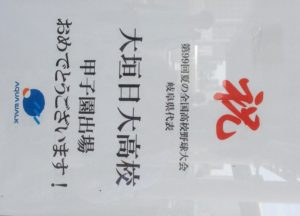 祝
第99回夏の全国高校野球大会
岐阜県代表
大垣日大高校
甲子園出場
おめでとうございます！
AQUA WALK